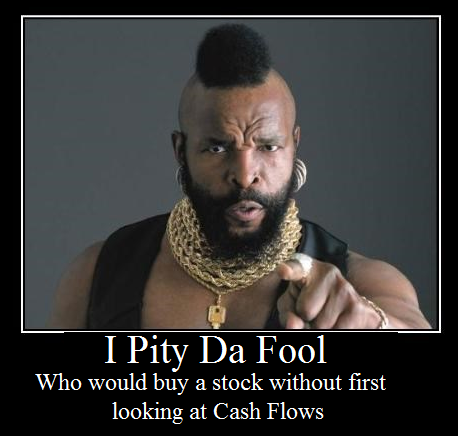 I Pity Da Fool
Who would buy a stock without first
looking at Cash Flows